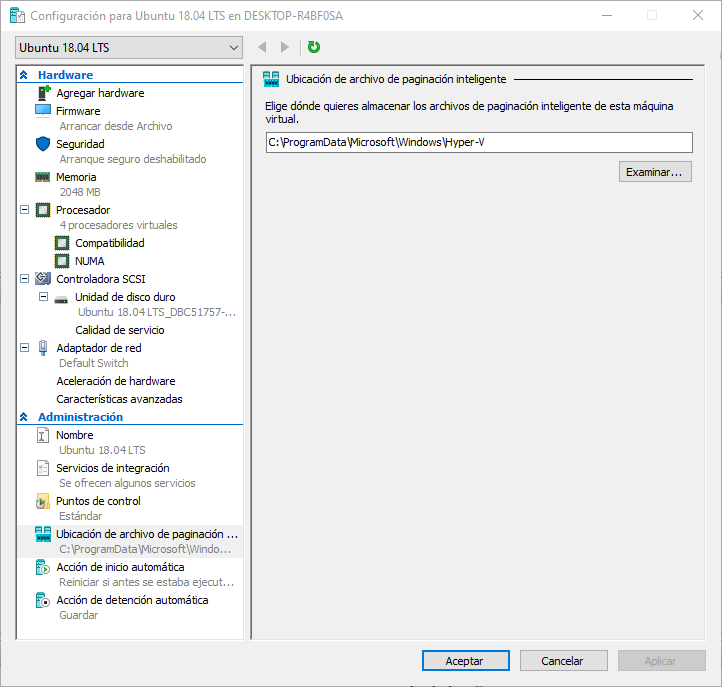 Configuración para Ubuntu 18.04 LTS en DESKTOP-R4BF0SA
Ubuntu 18.04 LTS
Hardware
Agregar hardware
Firmware
Arrancar desde Archivo
Seguridad
Arranque seguro deshabilitado
Memoria
2048 MB
Procesador
4 procesadores virtuales
Compatibilidad
NUMA
Controladora SCSI
Unidad de disco duro
Ubuntu 18.04 LTS_DBC51757-...
Calidad de servicio
Adaptador de red
Default Switch
Aceleración de hardware
Características avanzadas
Administración
Nombre
Ubuntu 18.04 LTS
Servicios de integración
Se ofrecen algunos servicios
Puntos de control
Estándar
Ubicación de archivo de paginación ...
C:\ProgramData\Microsoft\Windo...
Acción de inicio automática
Reiniciar si antes se estaba ejecut...
Acción de detención automática
Guardar
Ubicación de archivo de paginación inteligente
Elige dónde quieres almacenar los archivos de paginación inteligente de esta máquina
virtual.
C:\ProgramData\Microsoft\Windows\Hyper-V
Examinar...
Aceptar
Cancelar
Aplicar